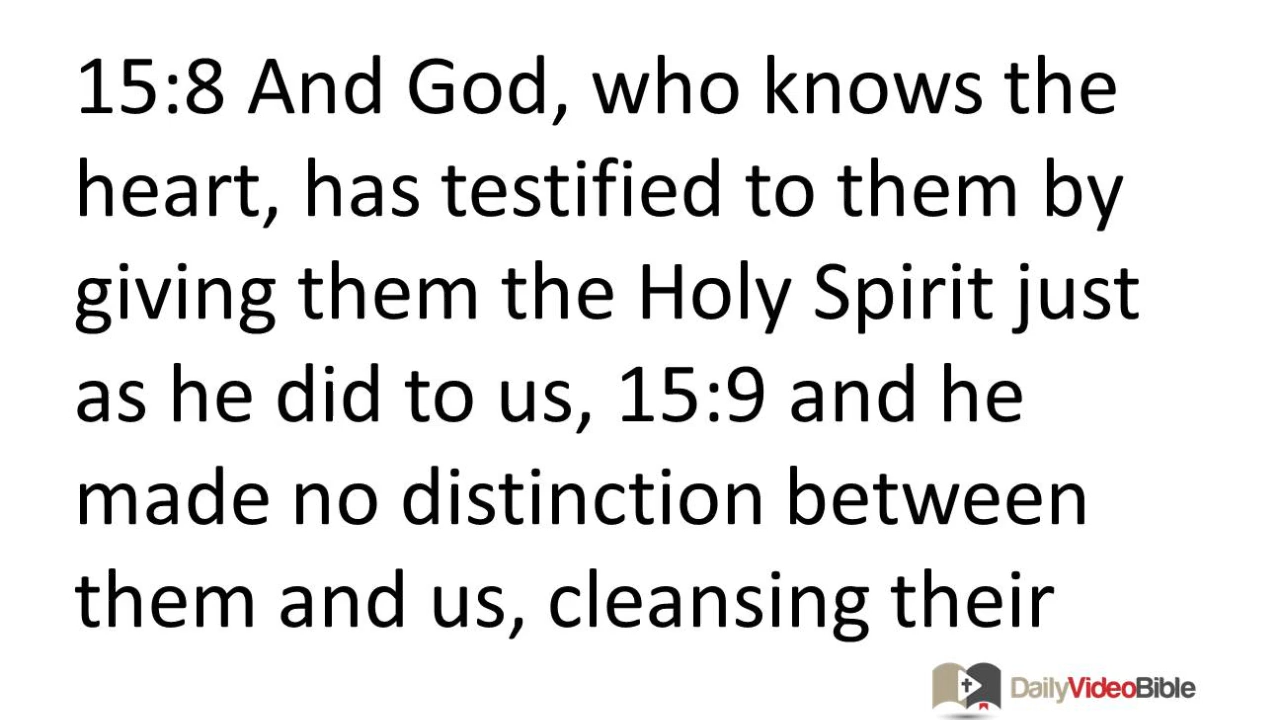 15:8 And God, who knows the
heart, has testified to them by
giving them the Holy Spirit just
as he did to us, 15:9 and he
made no distinction between
them and us, cleansing their
DailyVideoBible